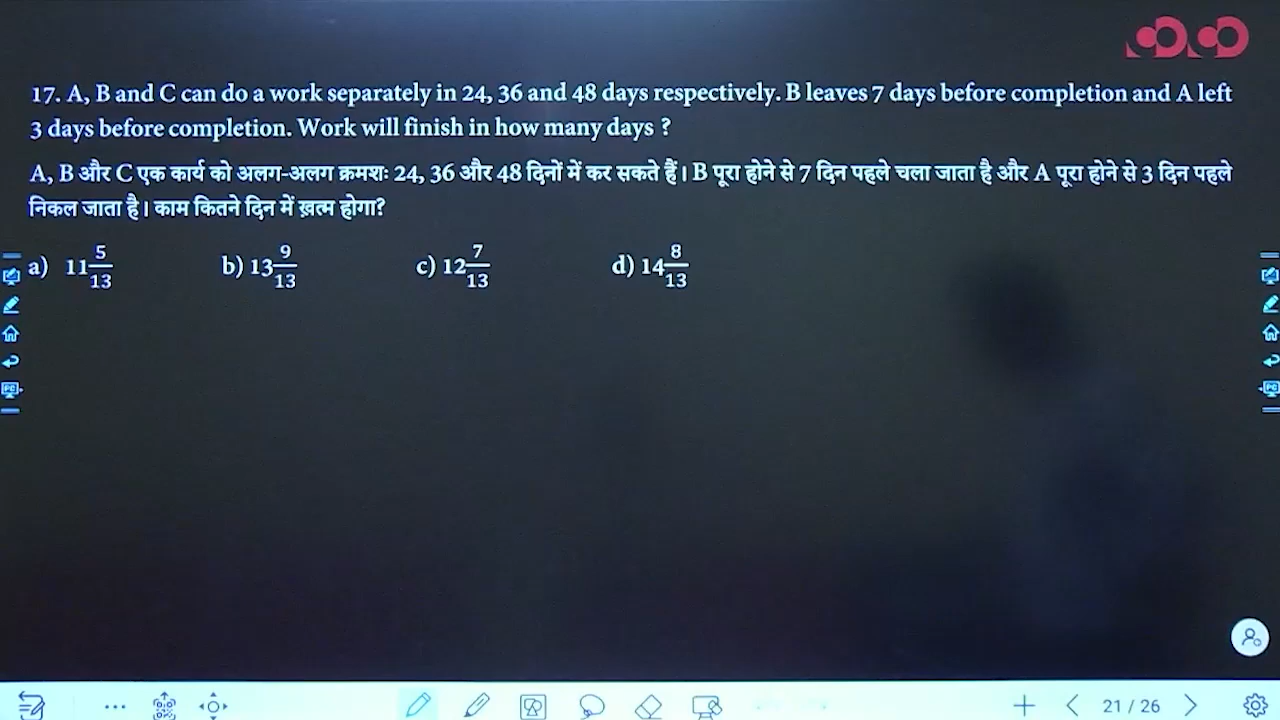 17. A, B and C can do a work separately in 24, 36 and 48 days respectively. B leaves 7 days before completion and A left
3 days before completion. Work will finish in how many days ?
A, B और C एक कार्य को अलग-अलग क्रमशः 24, 36 और 48 दिनों में कर सकते हैं। B पूरा होने से 7 दिन पहले चला जाता है और A पूरा होने से 3 दिन पहले
निकल जाता है। काम कितने दिन में ख़त्म होगा?
a) 11 5/13 b) 13 9/13 c) 12 7/13 d) 14 8/13
PC PC
21 / 26